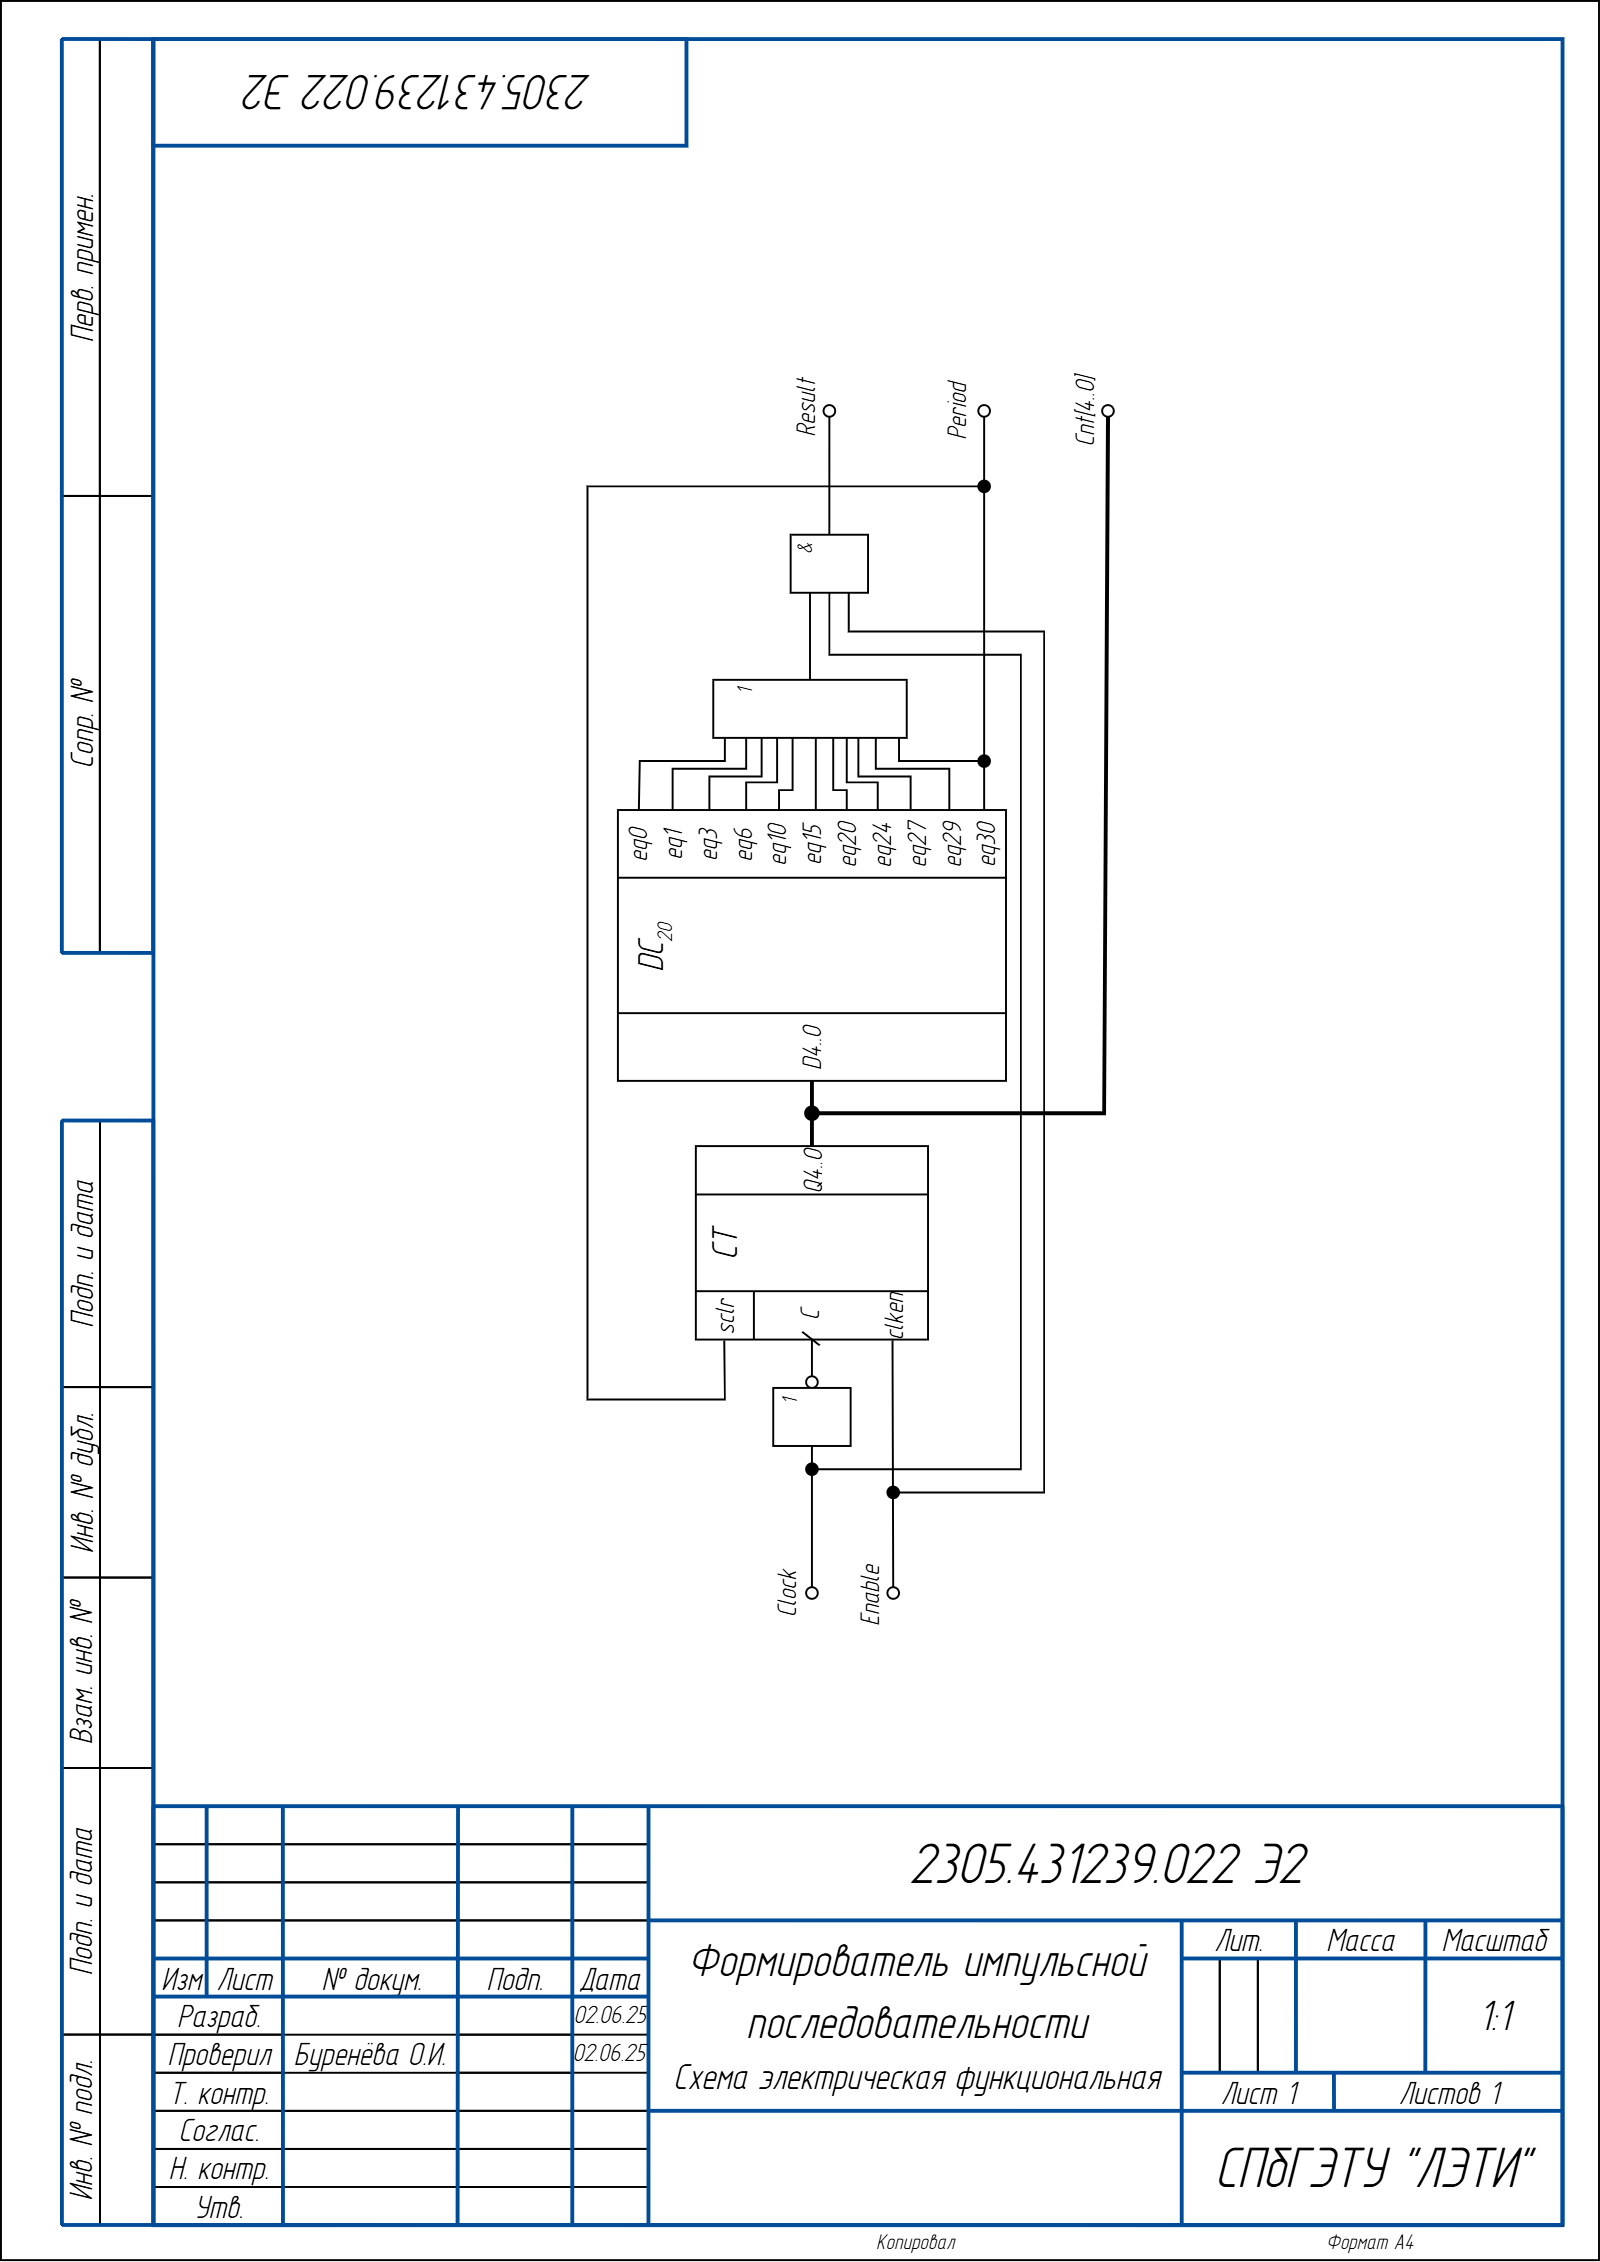 2305.431239.022 Э2
Перв. примен.
Сопр. №
Подп. и дата
Инв. № дубл.
Взам. инв. №
Подп. и дата
Инв. № подл.
Result
Period
Cnt[4..0]
&
1
eq0
eq1
eq3
eq6
eq10
eq15
eq20
eq24
eq27
eq29
eq30
DC20
D4..0
Q4..0
CT
sclr
C
clken
1
Clock
Enable
2305.431239.022 Э2
Изм Лист № докум. Подп. Дата
Разраб. 02.06.25
Проверил Буренёва О.И. 02.06.25
Т. контр.
Соглас.
Н. контр.
Утв.
Формирователь импульсной
последовательности
Схема электрическая функциональная
Лит. Масса Масштаб
1:1
Лист 1 Листов 1
СПбГЭТУ "ЛЭТИ"
Копировал Формат А4